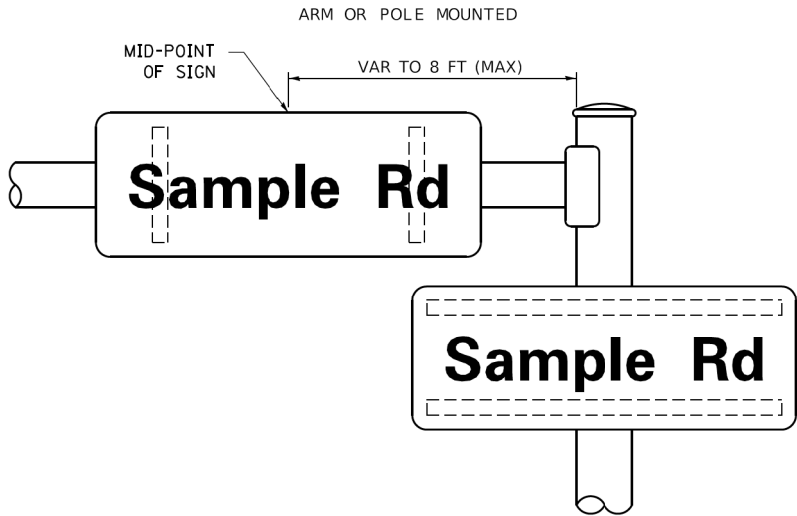 ARM OR POLE MOUNTED
MID-POINT
OF SIGN
VAR TO 8 FT (MAX)
Sample Rd
Sample Rd